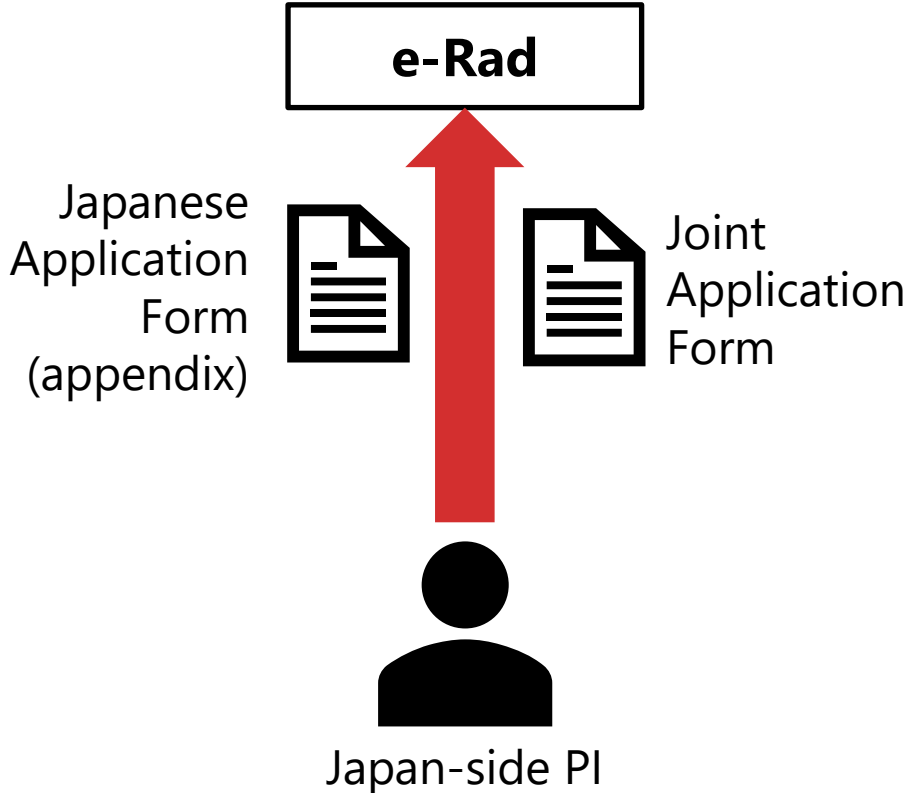 e-Rad
Japanese
Application
Form
(appendix)
Joint
Application
Form
Japan-side PI